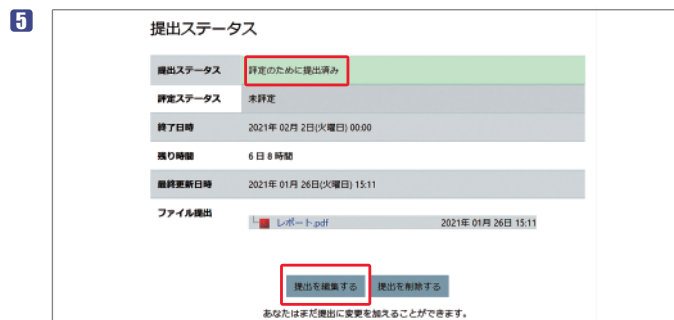 5
提出ステータス
提出ステータス 評定のために提出済み
評定ステータス 未評定
終了日時 2021年 02月 2日(火曜日) 00:00
残り時間 6 日 8 時間
最終更新日時 2021年 01月 26日(火曜日) 15:11
ファイル提出
レポート.pdf 2021年 01月 26日 15:11
提出を編集する 提出を削除する
あなたはまだ提出に変更を加えることができます。